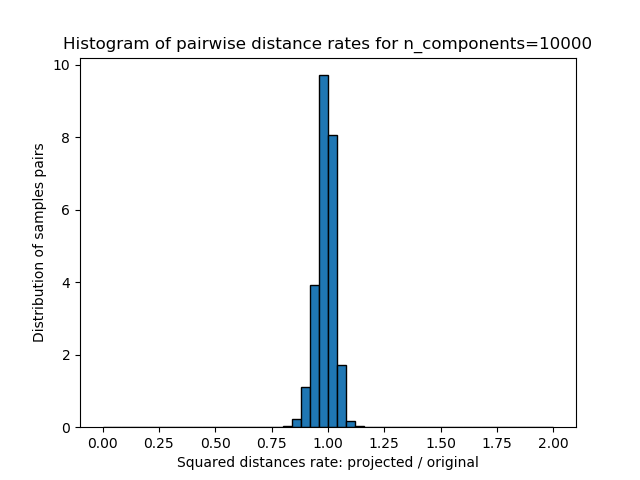 Histogram of pairwise distance rates for n_components=10000
10
8
6
4
2
0
Distribution of samples pairs
0.00 0.25 0.50 0.75 1.00 1.25 1.50 1.75 2.00
Squared distances rate: projected / original